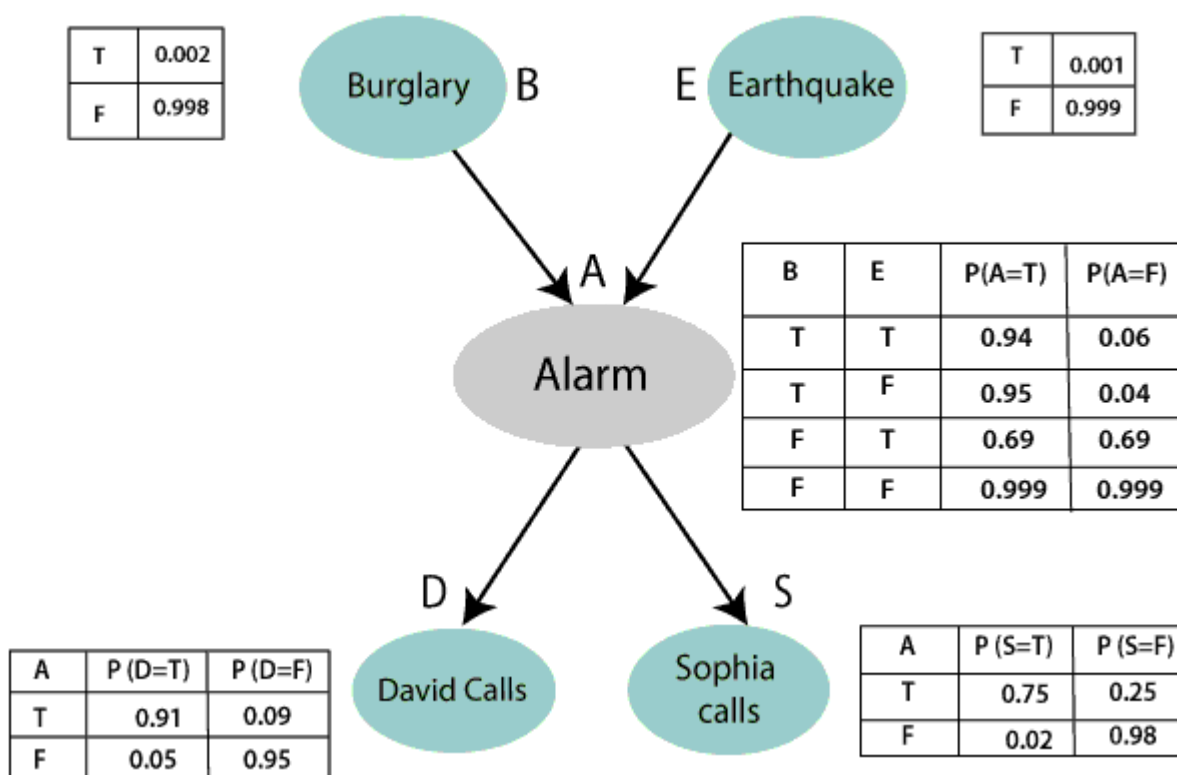 T 0.002
F 0.998
Burglary B
E Earthquake
T 0.001
F 0.999
A
Alarm
B E P(A=T) P(A=F)
T T 0.94 0.06
T F 0.95 0.04
F T 0.69 0.69
F F 0.999 0.999
D
S
A P (D=T) P (D=F)
T 0.91 0.09
F 0.05 0.95
David Calls
Sophia
calls
A P (S=T) P (S=F)
T 0.75 0.25
F 0.02 0.98